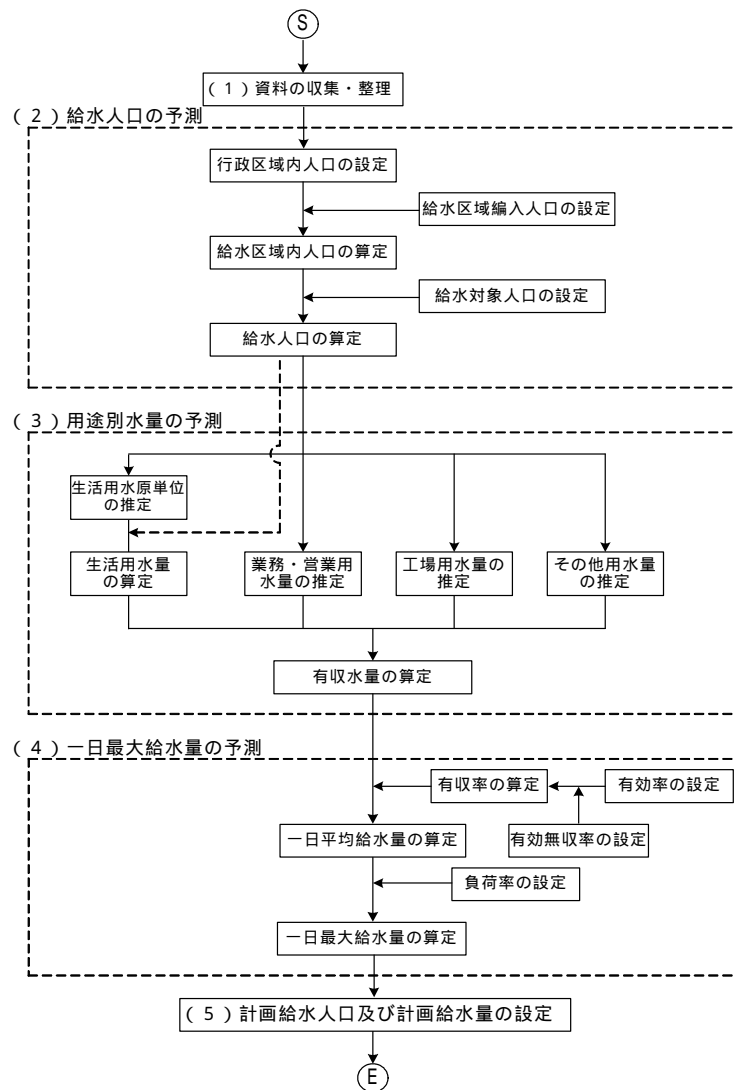 S
(1)資料の収集・整理
(2)給水人口の予測
行政区域内人口の設定
給水区域編入人口の設定
給水区域内人口の算定
給水対象人口の設定
給水人口の算定
(3)用途別水量の予測
生活用水原単位
の推定
生活用水量
の算定
業務・営業用
水量の推定
工場用水量の
推定
その他用水量
の推定
有収水量の算定
(4)一日最大給水量の予測
有収率の算定
有効率の設定
一日平均給水量の算定
有効無収率の設定
負荷率の設定
一日最大給水量の算定
(5)計画給水人口及び計画給水量の設定
E